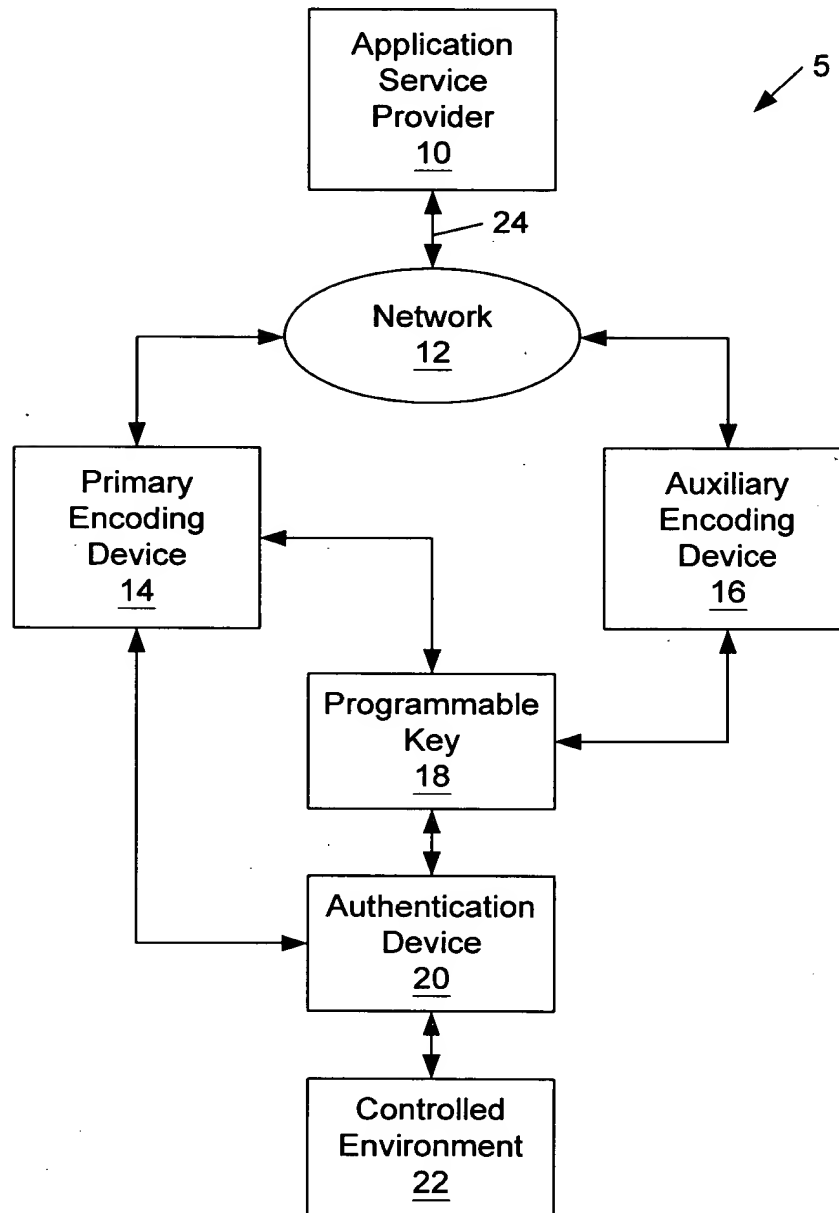 Application
Service
Provider
10
5
24
Network
12
Primary
Encoding
Device
14
Auxiliary
Encoding
Device
16
Programmable
Key
18
Authentication
Device
20
Controlled
Environment
22